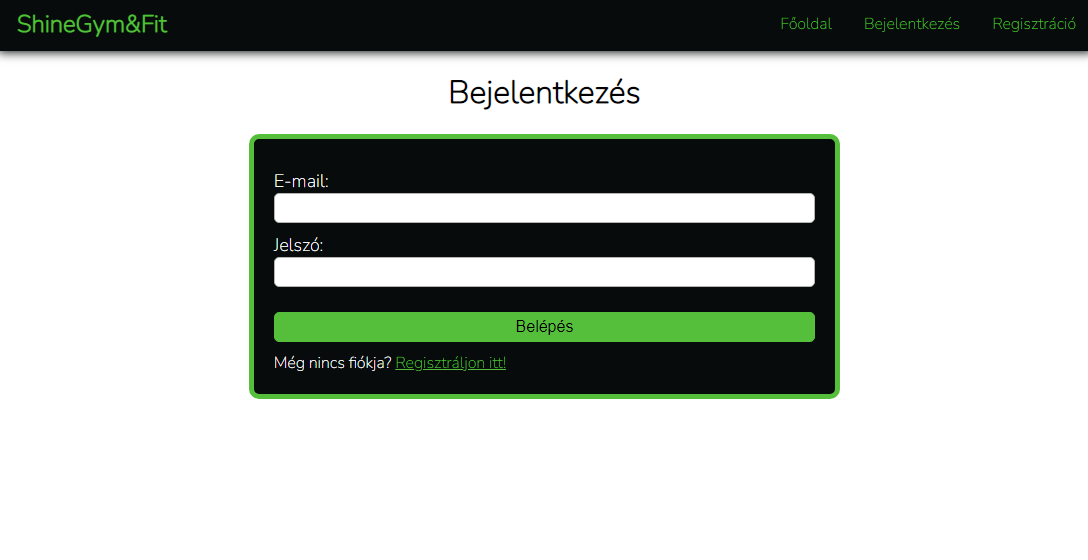 ShineGym&Fit Főoldal Bejelentkezés Regisztráció
Bejelentkezés
E-mail:
Jelszó:
Belépés
Még nincs fiókja? Regisztráljon itt!